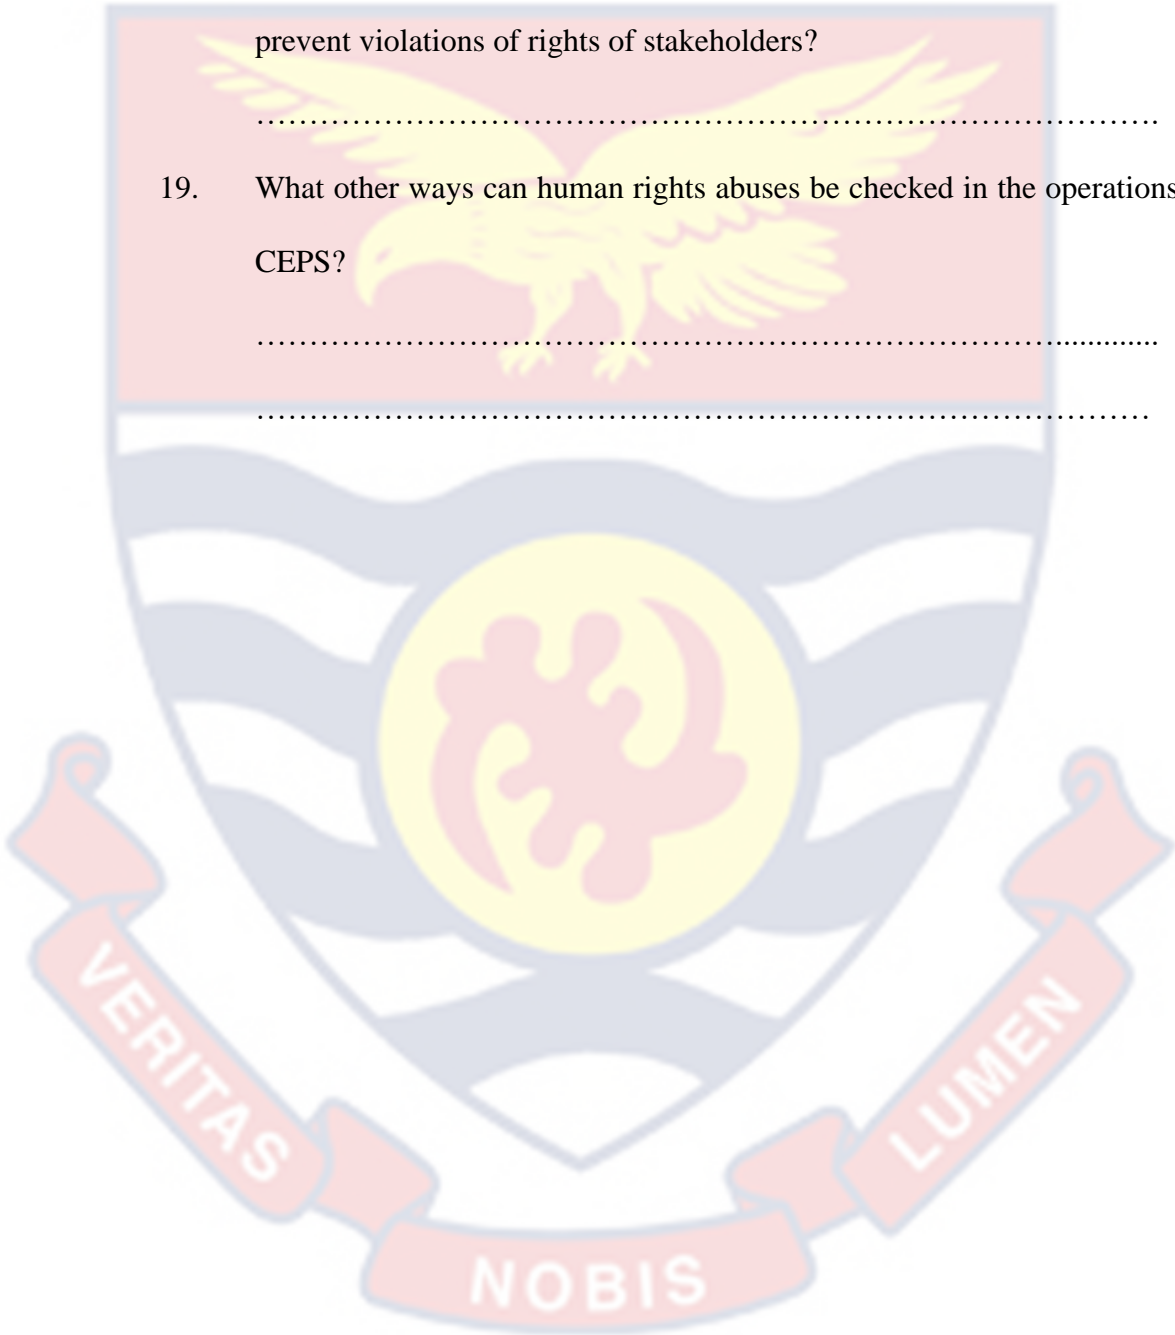 prevent violations of rights of stakeholders?
…………………………………………………………………………….
19. What other ways can human rights abuses be checked in the operations
CEPS?
……………………………………………………………………..............
……………………………………………………………………………
VERITAS
NOBIS
LUMEN